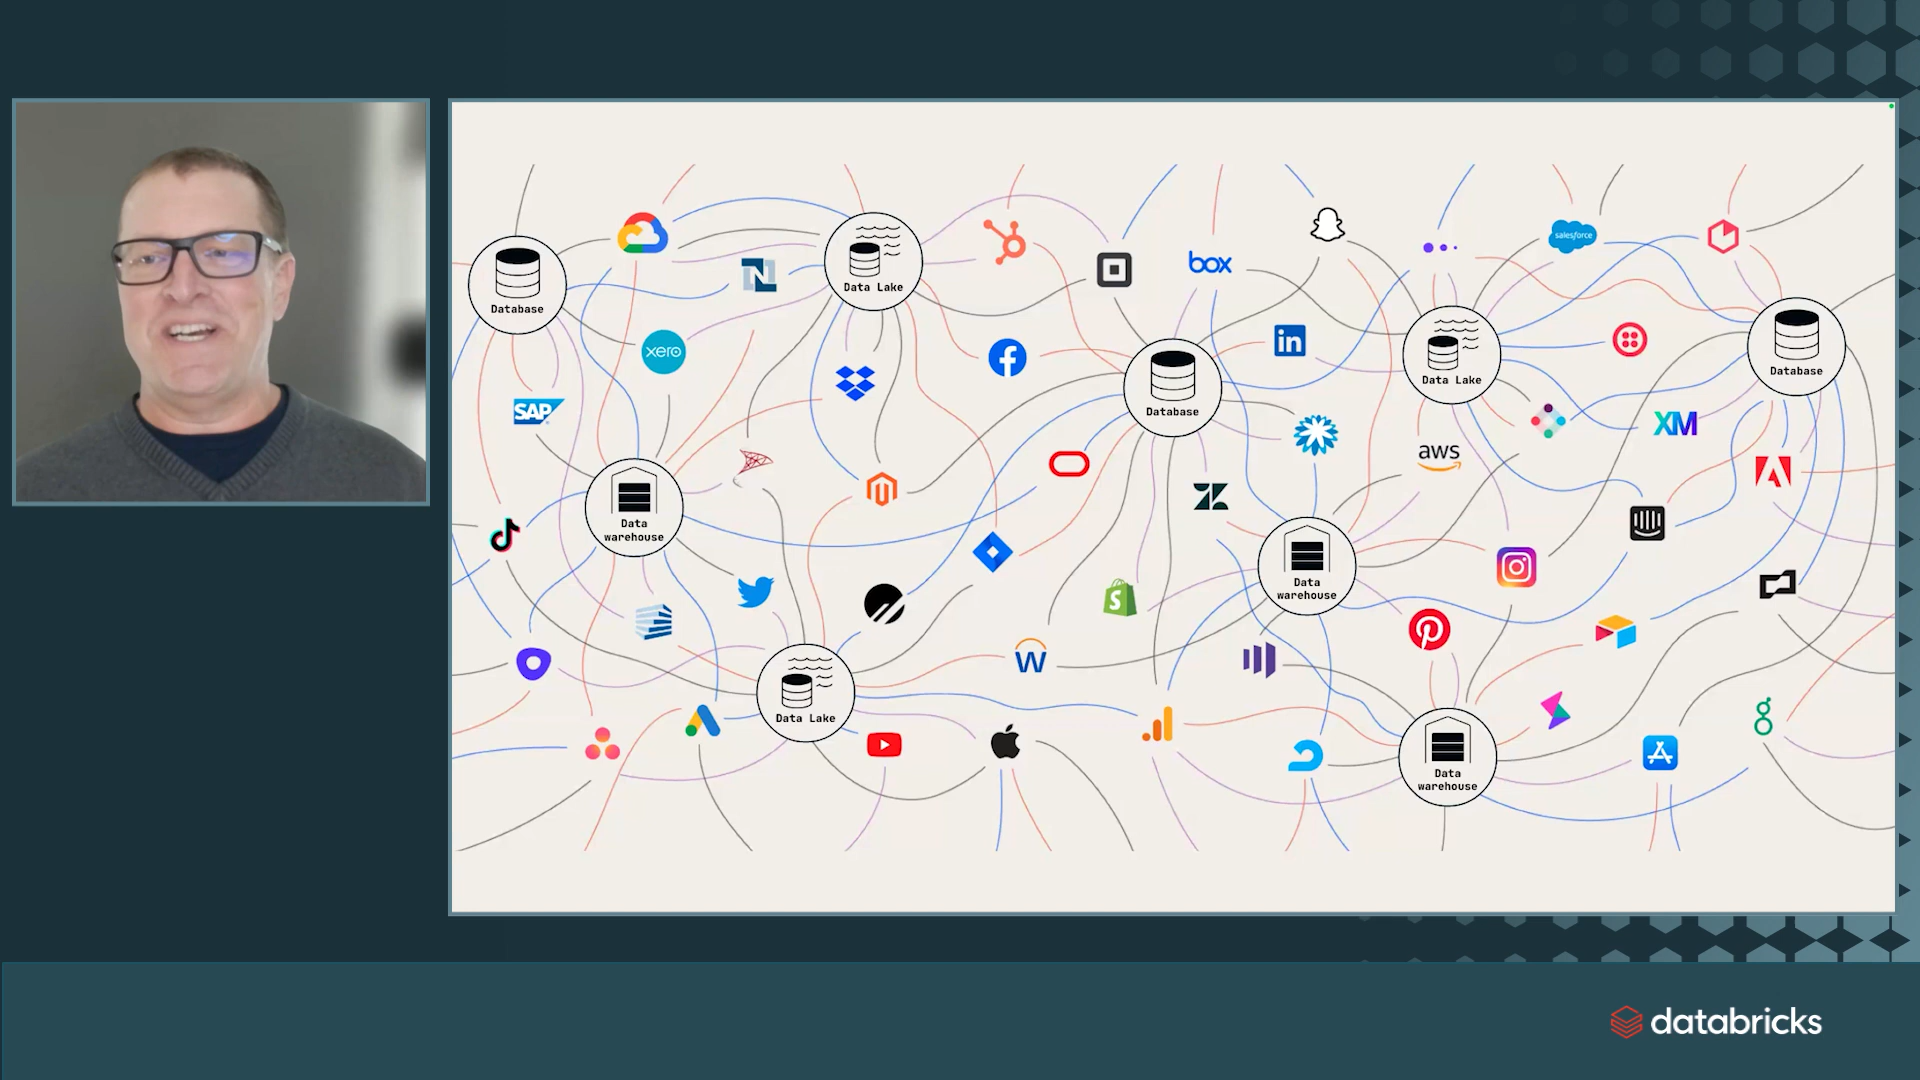 Database
Data Lake
box
salesforce
xero
Database
Data Lake
Database
in
SAP
XM
aws
Data
warehouse
Data
warehouse
Data Lake
Data
warehouse
databricks